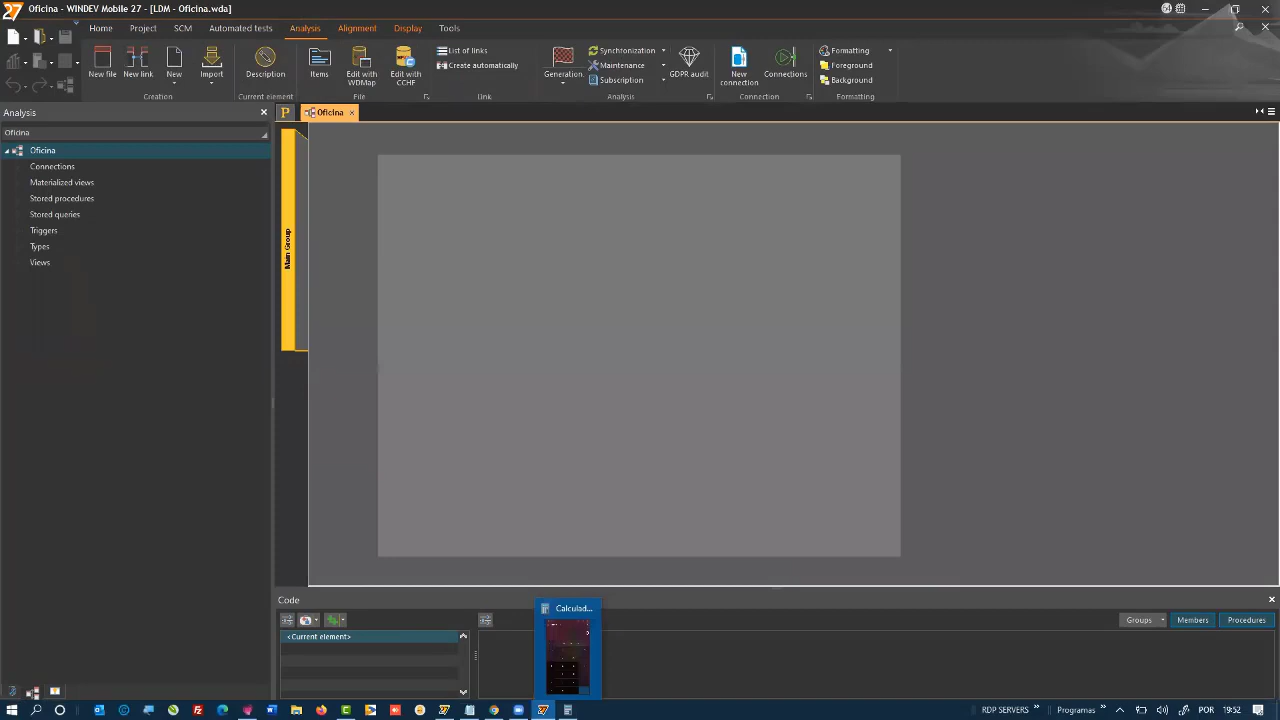 Oficina - WINDEV Mobile 27 - [LDM - Oficina.wda]
Home Project SCM Automated tests Analysis Alignment Display Tools
New file New link New Import Description Items Edit with WDMap Edit with CCHF List of links Create automatically Generation Synchronization Maintenance Subscription GDPR audit New connection Connections Formatting Foreground Background
Creation Current element File Link Analysis Connection Formatting
Analysis
P Oficina
Oficina
Oficina
Connections
Materialized views
Stored procedures
Stored queries
Triggers
Types
Views
Main Group
Code
Calculad...
Groups Members Procedures
<Current element>
RDP SERVERS Programas POR 19:52